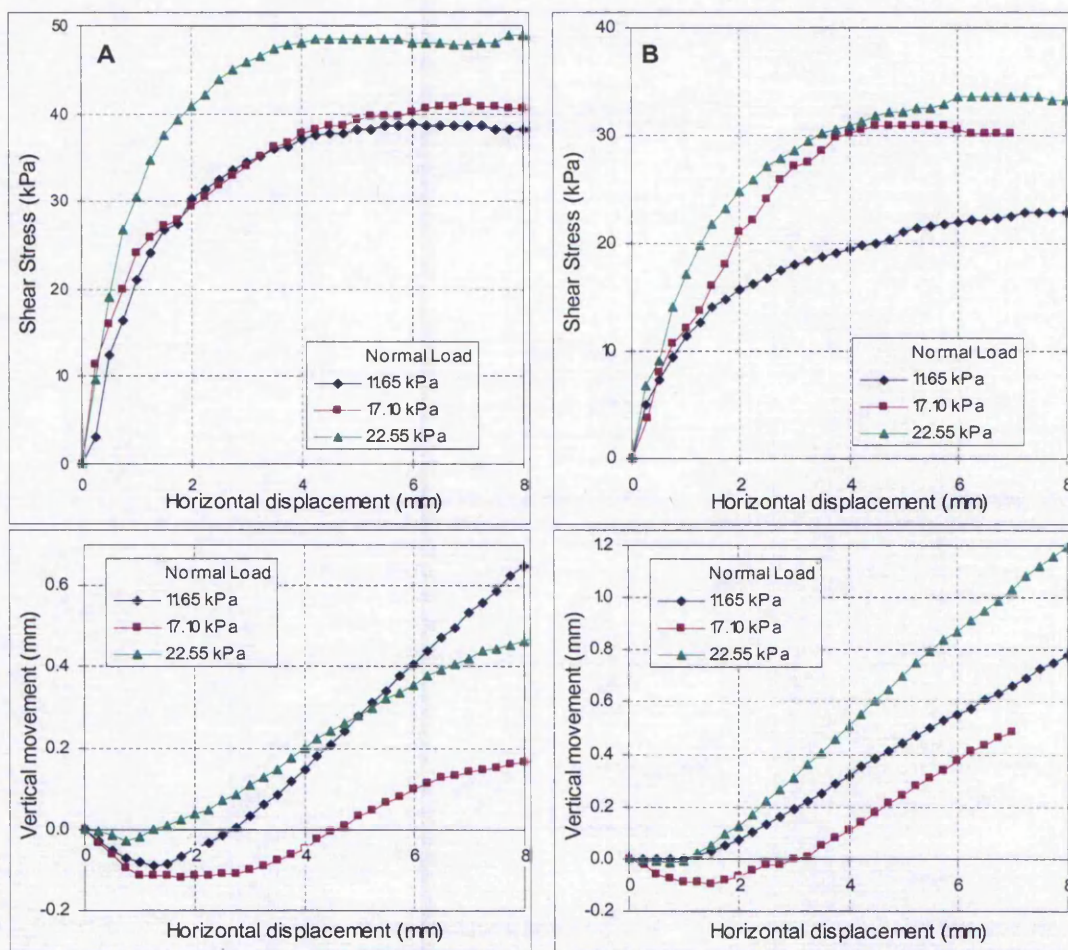 A
Shear Stress (kPa)
50
40
30
20
10
0
Normal Load
11.65 kPa
17.10 kPa
22.55 kPa
0 2 4 6 8
Horizontal displacement (mm)
B
Shear Stress (kPa)
40
30
20
10
0
Normal Load
11.65 kPa
17.10 kPa
22.55 kPa
0 2 4 6 8
Horizontal displacement (mm)
Vertical movement (mm)
0.6
0.4
0.2
0.0
-0.2
Normal Load
11.65 kPa
17.10 kPa
22.55 kPa
0 2 4 6 8
Horizontal displacement (mm)
Vertical movement (mm)
1.2
1.0
0.8
0.6
0.4
0.2
0.0
-0.2
Normal Load
11.65 kPa
17.10 kPa
22.55 kPa
0 2 4 6 8
Horizontal displacement (mm)